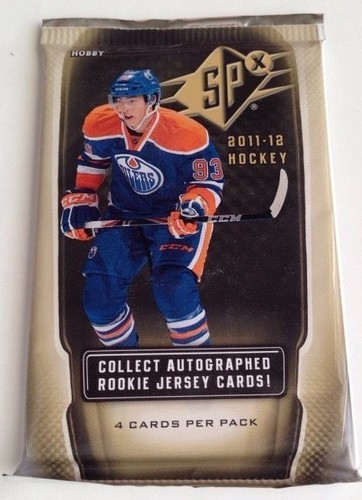 HOBBY
SPx®
2011-12
HOCKEY
OILERS
93
CCM
CCM
COLLECT AUTOGRAPHED
ROOKIE JERSEY CARDS!
4 CARDS PER PACK